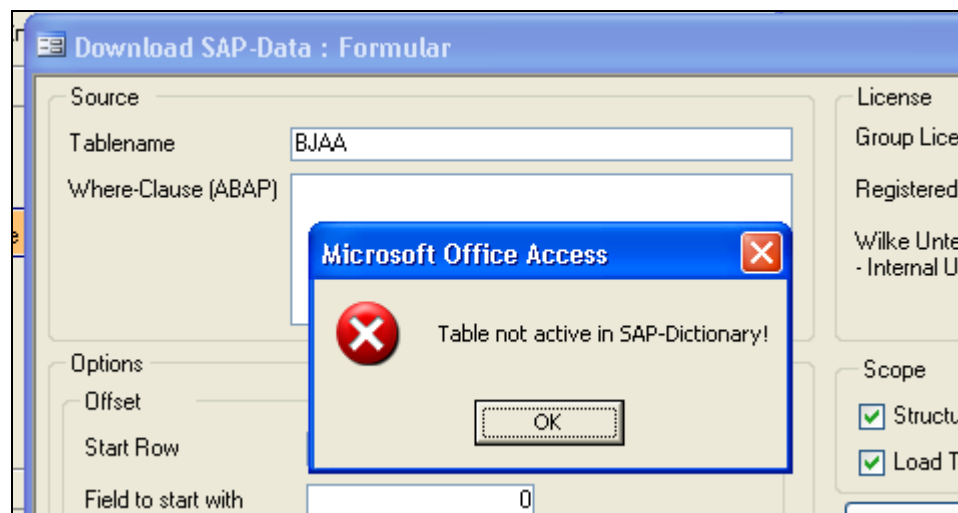 Download SAP-Data : Formular
Source
Tablename
BJAA
Where-Clause (ABAP)
License
Group Lice
Registered
Wilke Unte
- Internal U
Microsoft Office Access
Table not active in SAP-Dictionary!
OK
Options
Offset
Start Row
Field to start with
0
Scope
Structu
Load T